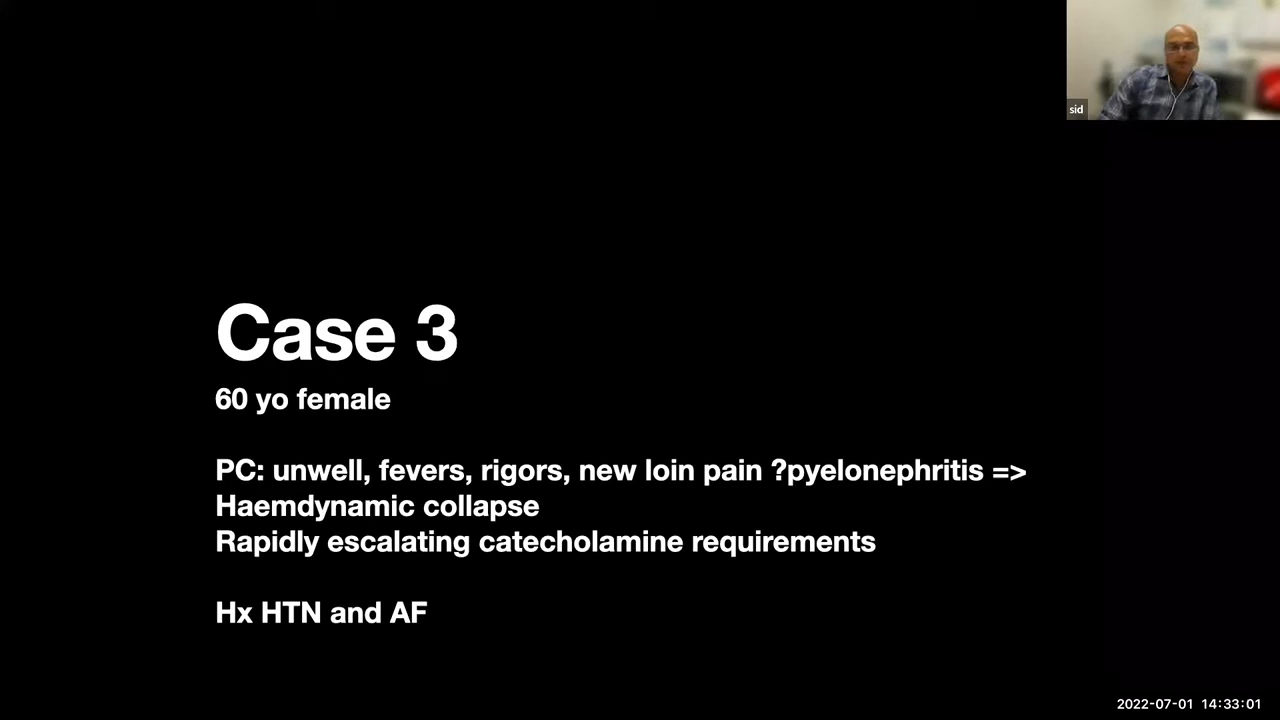 sid
Case 3
60 yo female
PC: unwell, fevers, rigors, new loin pain ?pyelonephritis =>
Haemdynamic collapse
Rapidly escalating catecholamine requirements
Hx HTN and AF
2022-07-01 14:33:01